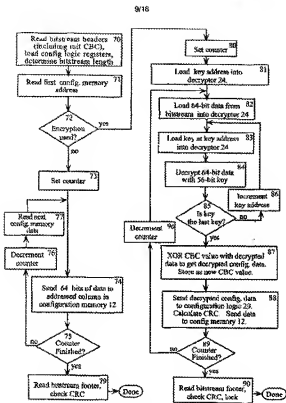 9/18
Read bitstream headers
(including init CBC),
load config logic registers,
determine bitstream length
70
Read first config. memory
address
71
72
Encryption
used?
yes
no
73
Set counter
Read next
config memory
data
77
Decrement
counter
76
Send 64 bits of data to
addressed column in
configuration memory 12.
74
75
Counter
Finished?
no
yes
Read bitstream footer,
check CRC
79
Done
Set counter
80
Load key address into
decryptor 24.
81
Load 64-bit data from
bitstream into decryptor 24
82
Load key at key address
into decryptor 24
83
Decrypt 64-bit data
with 56-bit key
84
85
Is key
the last key?
no
yes
Increment
key address
86
Decrement
counter
96
XOR CBC value with decrypted
data to get decrypted config. data.
Store as new CBC value.
87
Send decrypted config. data
to configuration logic 29.
Calculate CRC. Send data
to config memory 12.
88
89
Counter
Finished?
no
yes
Read bitstream footer,
check CRC, lock
90
Done